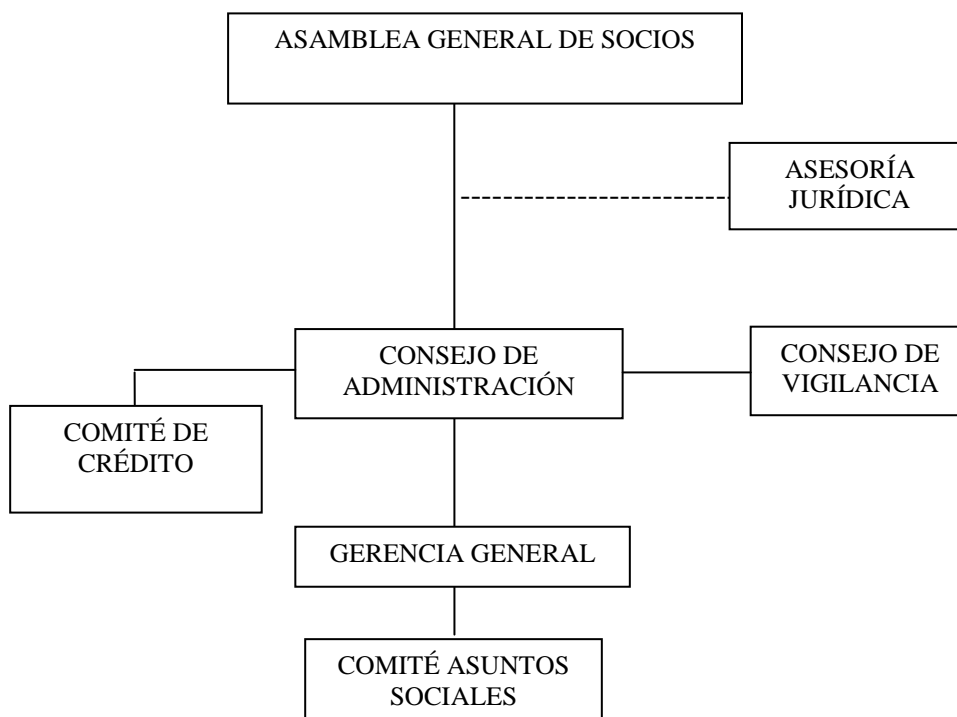 ASAMBLEA GENERAL DE SOCIOS
ASESORÍA
JURÍDICA
CONSEJO DE
ADMINISTRACIÓN
CONSEJO DE
VIGILANCIA
COMITÉ DE
CRÉDITO
GERENCIA GENERAL
COMITÉ ASUNTOS
SOCIALES